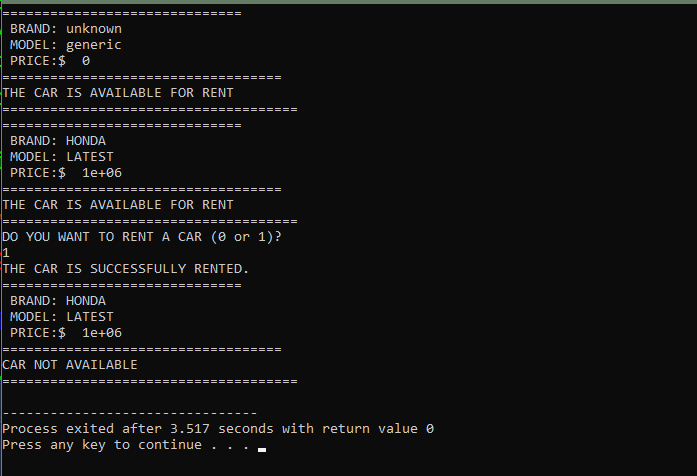 ==============================
 BRAND: unknown
 MODEL: generic
 PRICE:$  0
===================================
THE CAR IS AVAILABLE FOR RENT
=====================================
==============================
 BRAND: HONDA
 MODEL: LATEST
 PRICE:$  1e+06
===================================
THE CAR IS AVAILABLE FOR RENT
=====================================
DO YOU WANT TO RENT A CAR (0 or 1)?
1
THE CAR IS SUCCESSFULLY RENTED.
==============================
 BRAND: HONDA
 MODEL: LATEST
 PRICE:$  1e+06
===================================
CAR NOT AVAILABLE
=====================================

--------------------------------
Process exited after 3.517 seconds with return value 0
Press any key to continue . . .